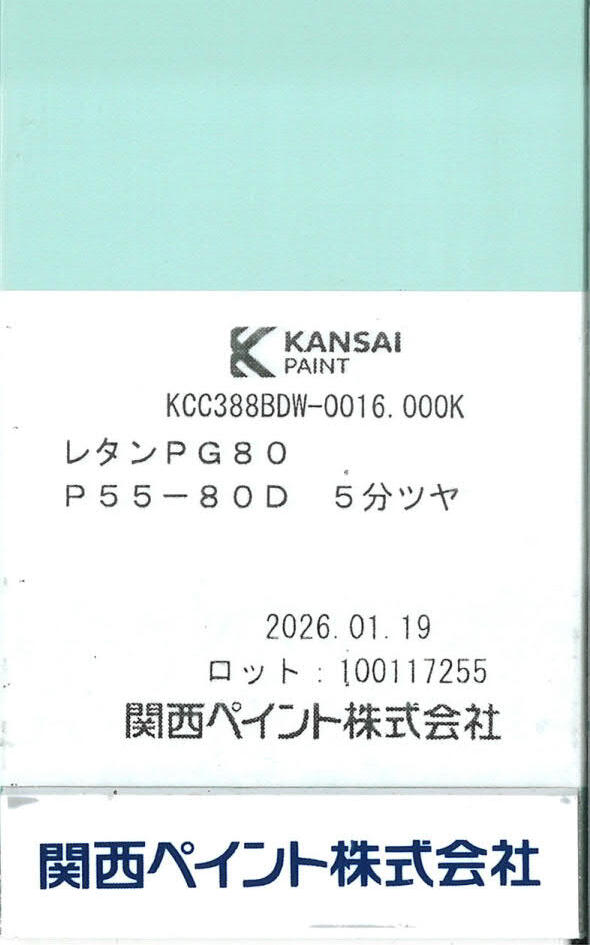 KANSAI
PAINT
KCC388BDW-0016.000K
レタンPG80
P55-80D 5分ツヤ
2026.01.19
ロット:100117255
関西ペイント株式会社
関西ペイント株式会社